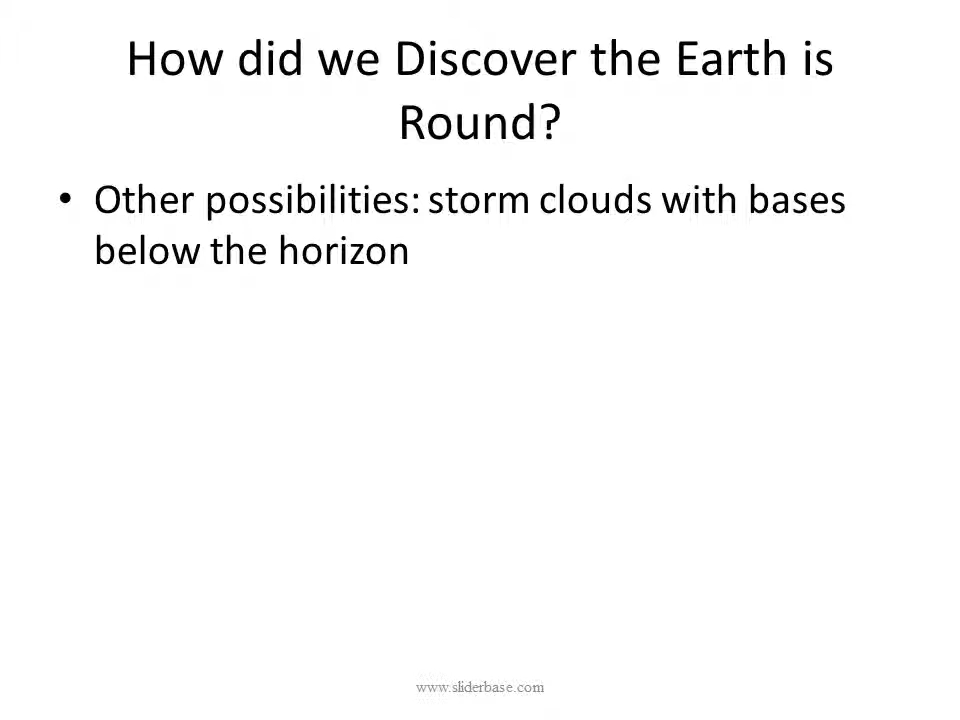 How did we Discover the Earth is
Round?
• Other possibilities: storm clouds with bases
below the horizon
www.sliderbase.com